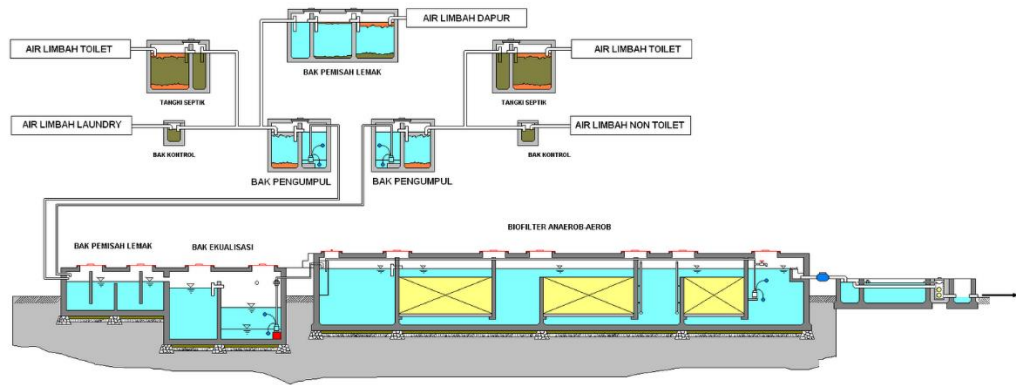 AIR LIMBAH DAPUR
AIR LIMBAH TOILET
AIR LIMBAH TOILET
BAK PEMISAH LEMAK
TANGKI SEPTIK
TANGKI SEPTIK
AIR LIMBAH LAUNDRY
AIR LIMBAH NON TOILET
BAK KONTROL
BAK KONTROL
BAK PENGUMPUL
BAK PENGUMPUL
BIOFILTER ANAEROB-AEROB
BAK PEMISAH LEMAK
BAK EKUALISASI